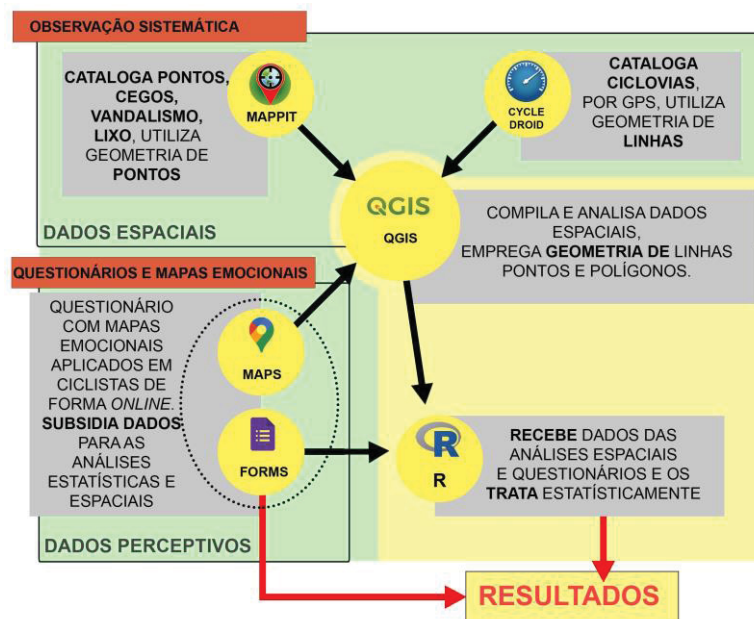 OBSERVAÇÃO SISTEMÁTICA
CATALOGA PONTOS,
CEGOS,
VANDALISMO,
LIXO, UTILIZA
GEOMETRIA DE
PONTOS
MAPPIT
CYCLE
DROID
CATALOGA
CICLOVIAS,
POR GPS, UTILIZA
GEOMETRIA DE
LINHAS
DADOS ESPACIAIS
QGIS
QGIS
COMPILA E ANALISA DADOS
ESPACIAIS,
EMPREGA GEOMETRIA DE LINHAS
PONTOS E POLÍGONOS.
QUESTIONÁRIOS E MAPAS EMOCIONAIS
QUESTIONÁRIO
COM MAPAS
EMOCIONAIS
APLICADOS EM
CICLISTAS DE
FORMA ONLINE.
SUBSIDIA DADOS
PARA AS
ANÁLISES
ESTATÍSTICAS E
ESPACIAIS
MAPS
FORMS
R
R
RECEBE DADOS DAS
ANÁLISES ESPACIAIS
E QUESTIONÁRIOS E OS
TRATA ESTATÍSTICAMENTE
DADOS PERCEPTIVOS
RESULTADOS